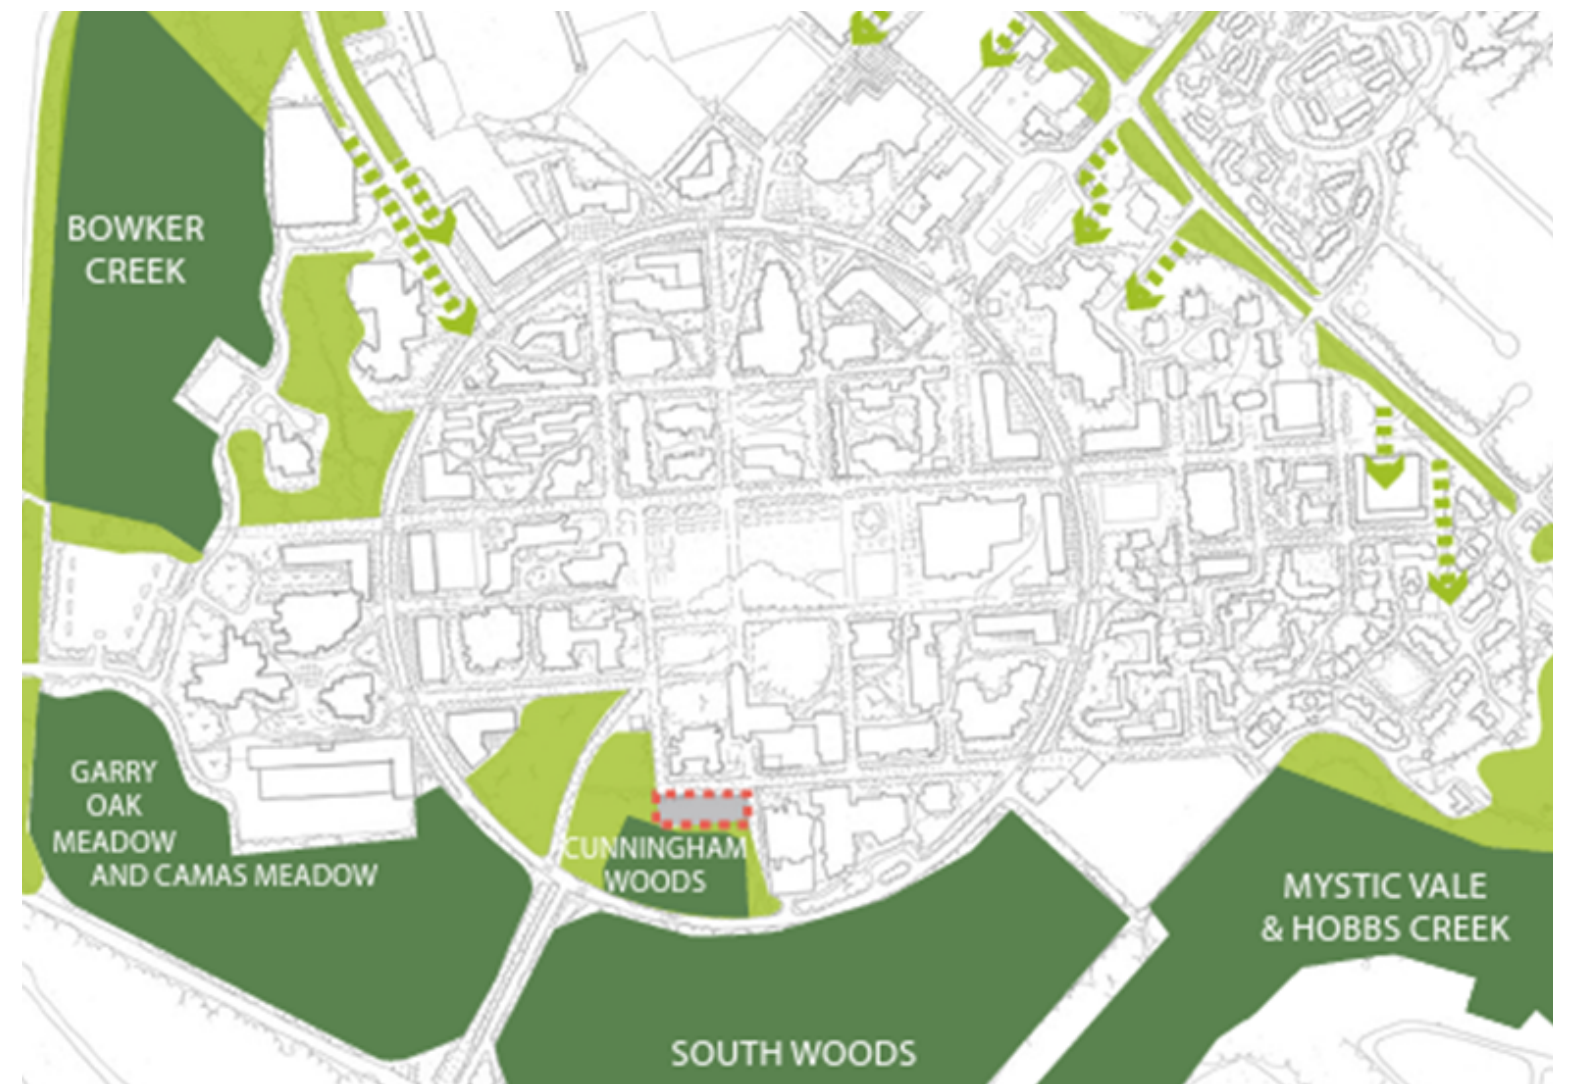 BOWKER
CREEK
GARRY
OAK
MEADOW
AND CAMAS MEADOW
CUNNINGHAM
WOODS
MYSTIC VALE
& HOBBS CREEK
SOUTH WOODS